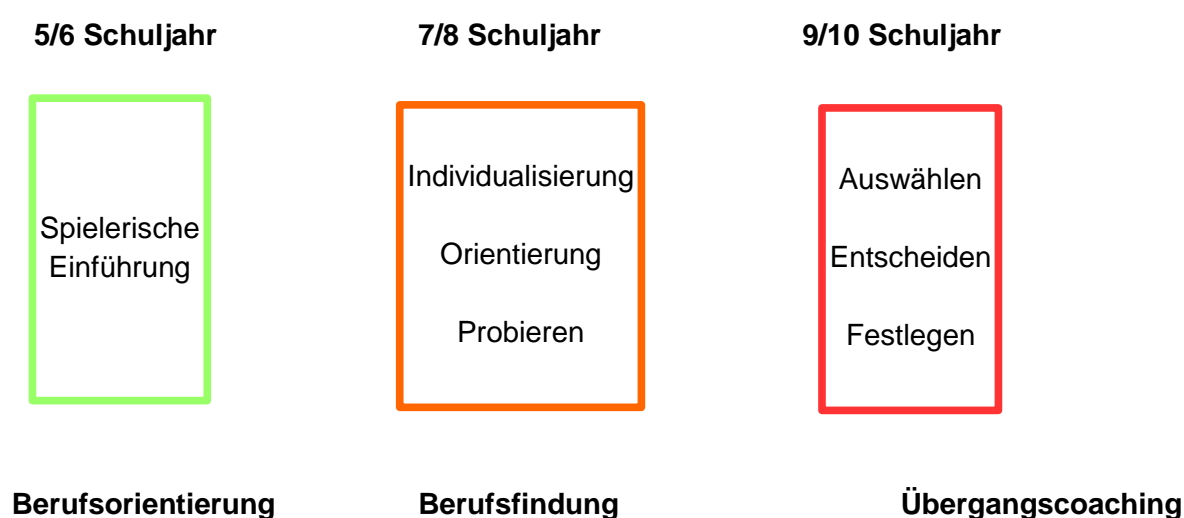 5/6 Schuljahr
7/8 Schuljahr
9/10 Schuljahr
Spielerische
Einführung
Individualisierung
Orientierung
Probieren
Auswählen
Entscheiden
Festlegen
Berufsorientierung
Berufsfindung
Übergangscoaching